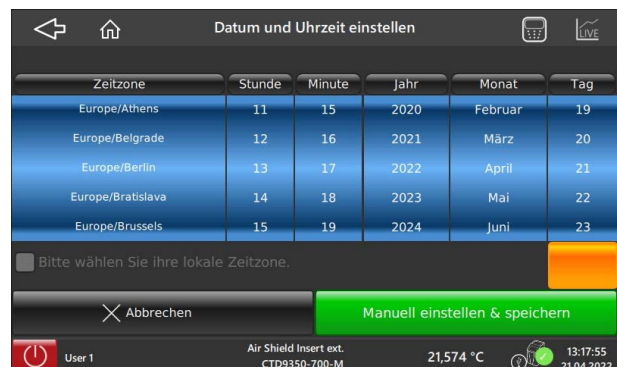 Datum und Uhrzeit einstellen
LIVE
Zeitzone Stunde Minute Jahr Monat Tag
Europe/Athens 11 15 2020 Februar 19
Europe/Belgrade 12 16 2021 März 20
Europe/Berlin 13 17 2022 April 21
Europe/Bratislava 14 18 2023 Mai 22
Europe/Brussels 15 19 2024 Juni 23
Bitte wählen Sie ihre lokale Zeitzone.
Abbrechen Manuell einstellen & speichern
User 1 Air Shield Insert ext. 21,574 °C 13:17:55
CTD9350-700-M 21.04.2022